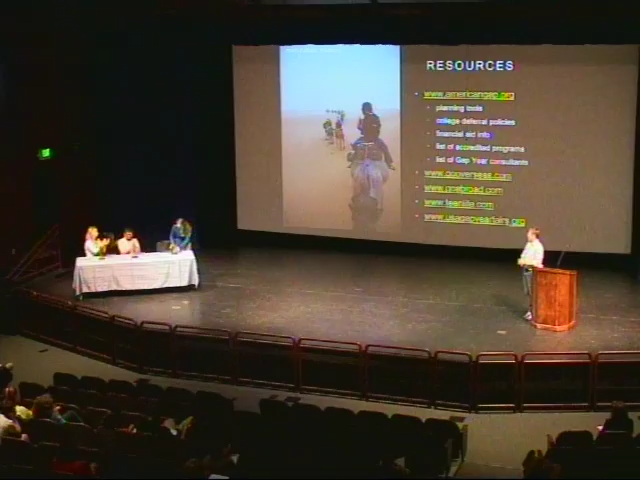 RESOURCES
www.americangap.org
planning tools
college deferral policies
financial aid info
list of accredited programs
list of Gap Year consultants
www.gooverseas.com
www.goabroad.com
www.teenlife.com
www.usagapyearfairs.org